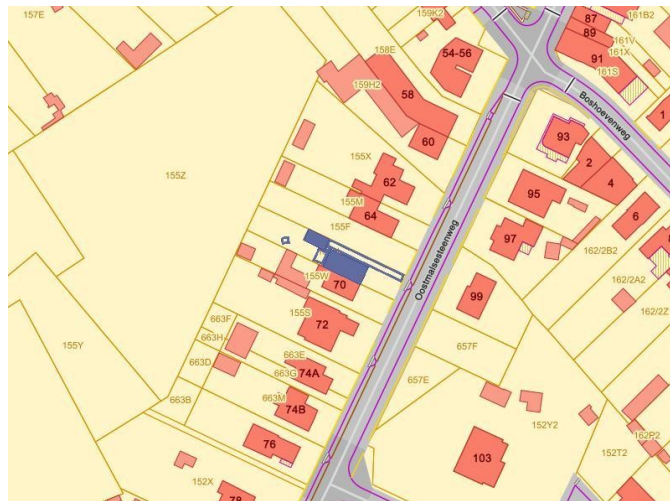 157E
159K2
161B2
87
89
161V
161X
91
161S
158E
54-56
159H2
58
Boshoevenweg
1
60
93
155X
2
155Z
62
4
155M
95
64
6
155F
97
162/2B2
155W
70
162/2A2
Oostmalsesteenweg
99
162/2Z
155S
663F
72
663H
155Y
663E
657F
663D
663G
74A
657E
663B
663M
74B
152Y2
76
162P2
103
152T2
152X
78